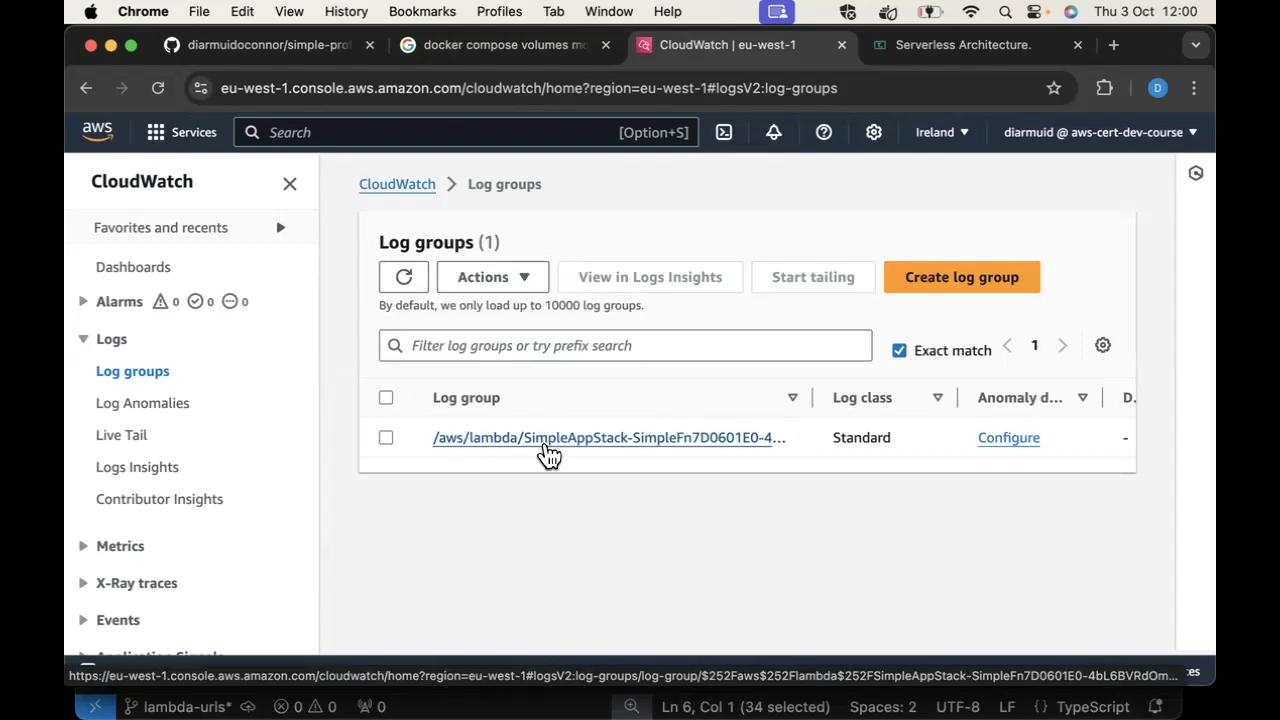 Chrome File Edit View History Bookmarks Profiles Tab Window Help Thu 3 Oct 12:00
diarmuidoconnor/simple-pro docker compose volumes mo CloudWatch | eu-west-1 Serverless Architecture.
eu-west-1.console.aws.amazon.com/cloudwatch/home?region=eu-west-1#logsV2:log-groups D
aws Services Search [Option+S] Ireland diarmuid @ aws-cert-dev-course
CloudWatch
CloudWatch > Log groups
Favorites and recents
Dashboards
Alarms 0 0 0
Logs
Log groups
Log Anomalies
Live Tail
Logs Insights
Contributor Insights
Metrics
X-Ray traces
Events
Log groups (1)
Actions View in Logs Insights Start tailing Create log group
By default, we only load up to 10000 log groups.
Filter log groups or try prefix search Exact match 1
Log group Log class Anomaly d... D.
/aws/lambda/SimpleAppStack-SimpleFn7D0601E0-4... Standard Configure -
https://eu-west-1.console.aws.amazon.com/cloudwatch/home?region=eu-west-1#logsV2:log-groups/log-group/$252Faws$252Flambda$252FSimpleAppStack-SimpleFn7D0601E0-4bL6BVRdOm...
lambda-urls* 0 0 0 Ln 6, Col 1 (34 selected) Spaces: 2 UTF-8 LF {} TypeScript